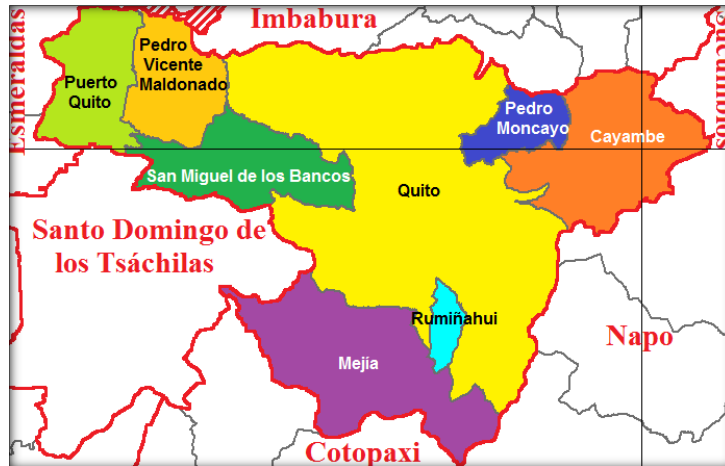 Imbabura
Esmeraldas
Sucumbíos
Puerto
Quito
Pedro
Vicente
Maldonado
Pedro
Moncayo
Cayambe
San Miguel de los Bancos
Quito
Santo Domingo de
los Tsáchilas
Rumiñahui
Napo
Mejía
Cotopaxi